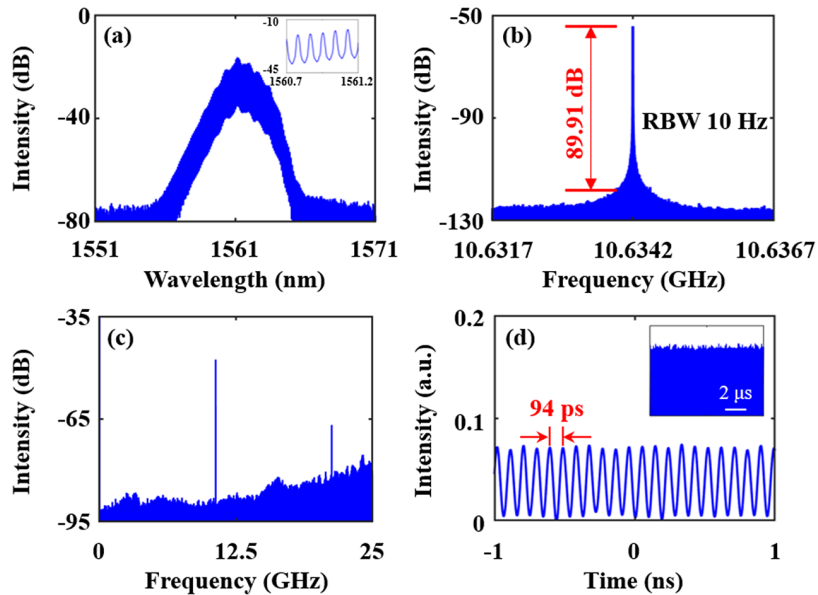 (a)
0
-40
-80
Intensity (dB)
1551
1561
1571
Wavelength (nm)
-10
-45
1560.7
1561.2
(b)
-50
-90
-130
Intensity (dB)
89.91 dB
RBW 10 Hz
10.6317
10.6342
10.6367
Frequency (GHz)
(c)
-35
-65
-95
Intensity (dB)
0
12.5
25
Frequency (GHz)
(d)
0.2
0.1
0
Intensity (a.u.)
94 ps
2 μs
-1
0
1
Time (ns)